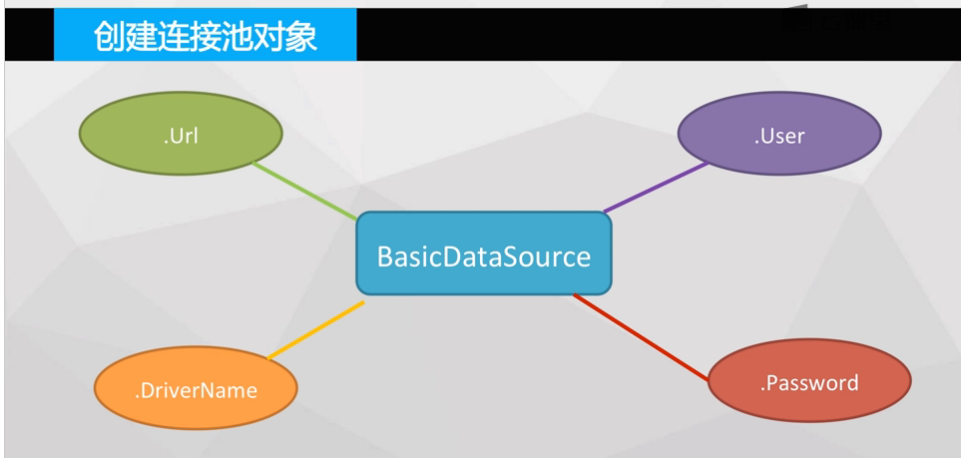 创建连接池对象
.Url
.User
BasicDataSource
.DriverName
.Password